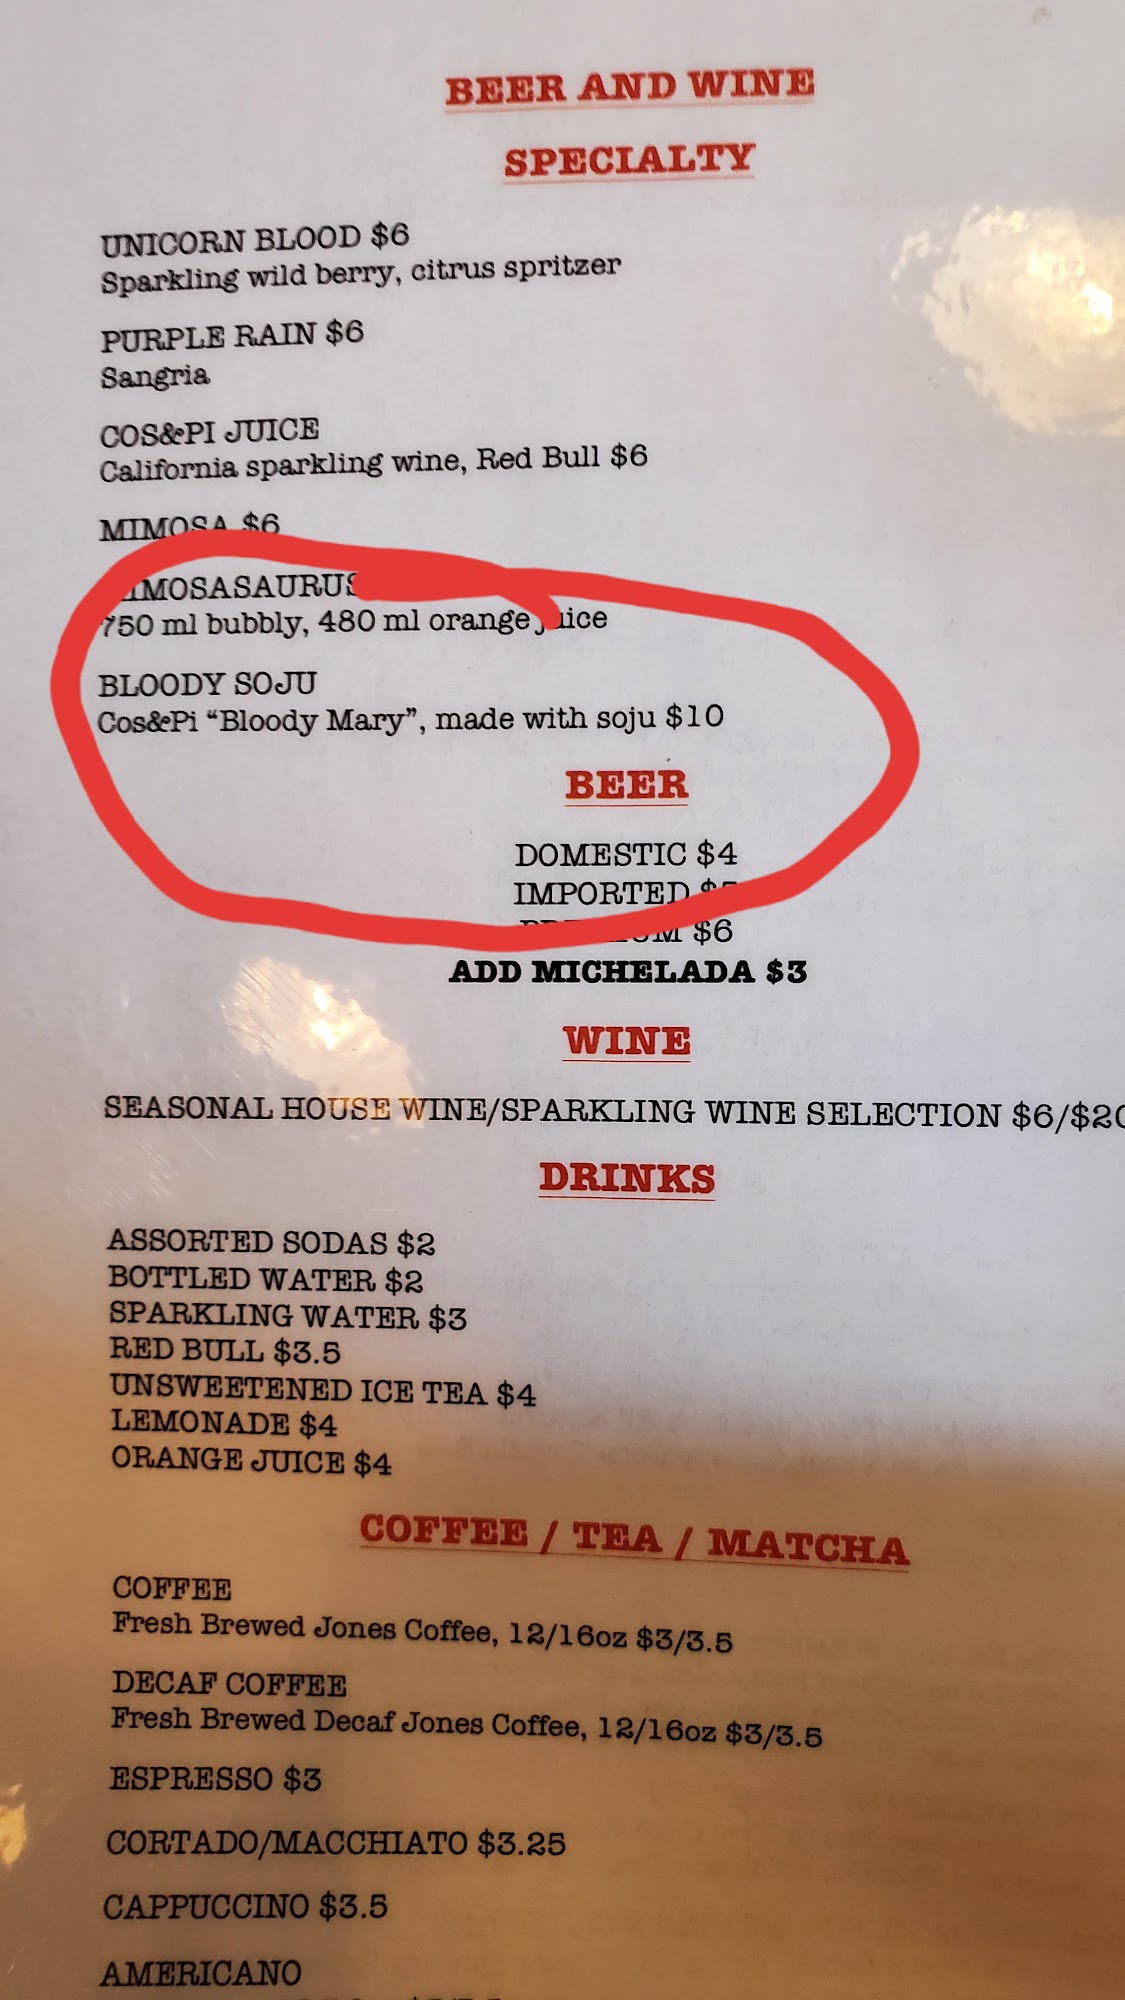 BEER AND WINE
SPECIALTY
UNICORN BLOOD $6
Sparkling wild berry, citrus spritzer
PURPLE RAIN $6
Sangria
COS&PI JUICE
California sparkling wine, Red Bull $6
MIMOSA $6
MIMOSASAURUS
750 ml bubbly, 480 ml orange juice
BLOODY SOJU
Cos&Pi “Bloody Mary”, made with soju $10
BEER
DOMESTIC $4
IMPORTED
PREMIUM $6
ADD MICHELADA $3
WINE
SEASONAL HOUSE WINE/SPARKLING WINE SELECTION $6/$20
DRINKS
ASSORTED SODAS $2
BOTTLED WATER $2
SPARKLING WATER $3
RED BULL $3.5
UNSWEETENED ICE TEA $4
LEMONADE $4
ORANGE JUICE $4
COFFEE / TEA / MATCHA
COFFEE
Fresh Brewed Jones Coffee, 12/16oz $3/3.5
DECAF COFFEE
Fresh Brewed Decaf Jones Coffee, 12/16oz $3/3.5
ESPRESSO $3
CORTADO/MACCHIATO $3.25
CAPPUCCINO $3.5
AMERICANO